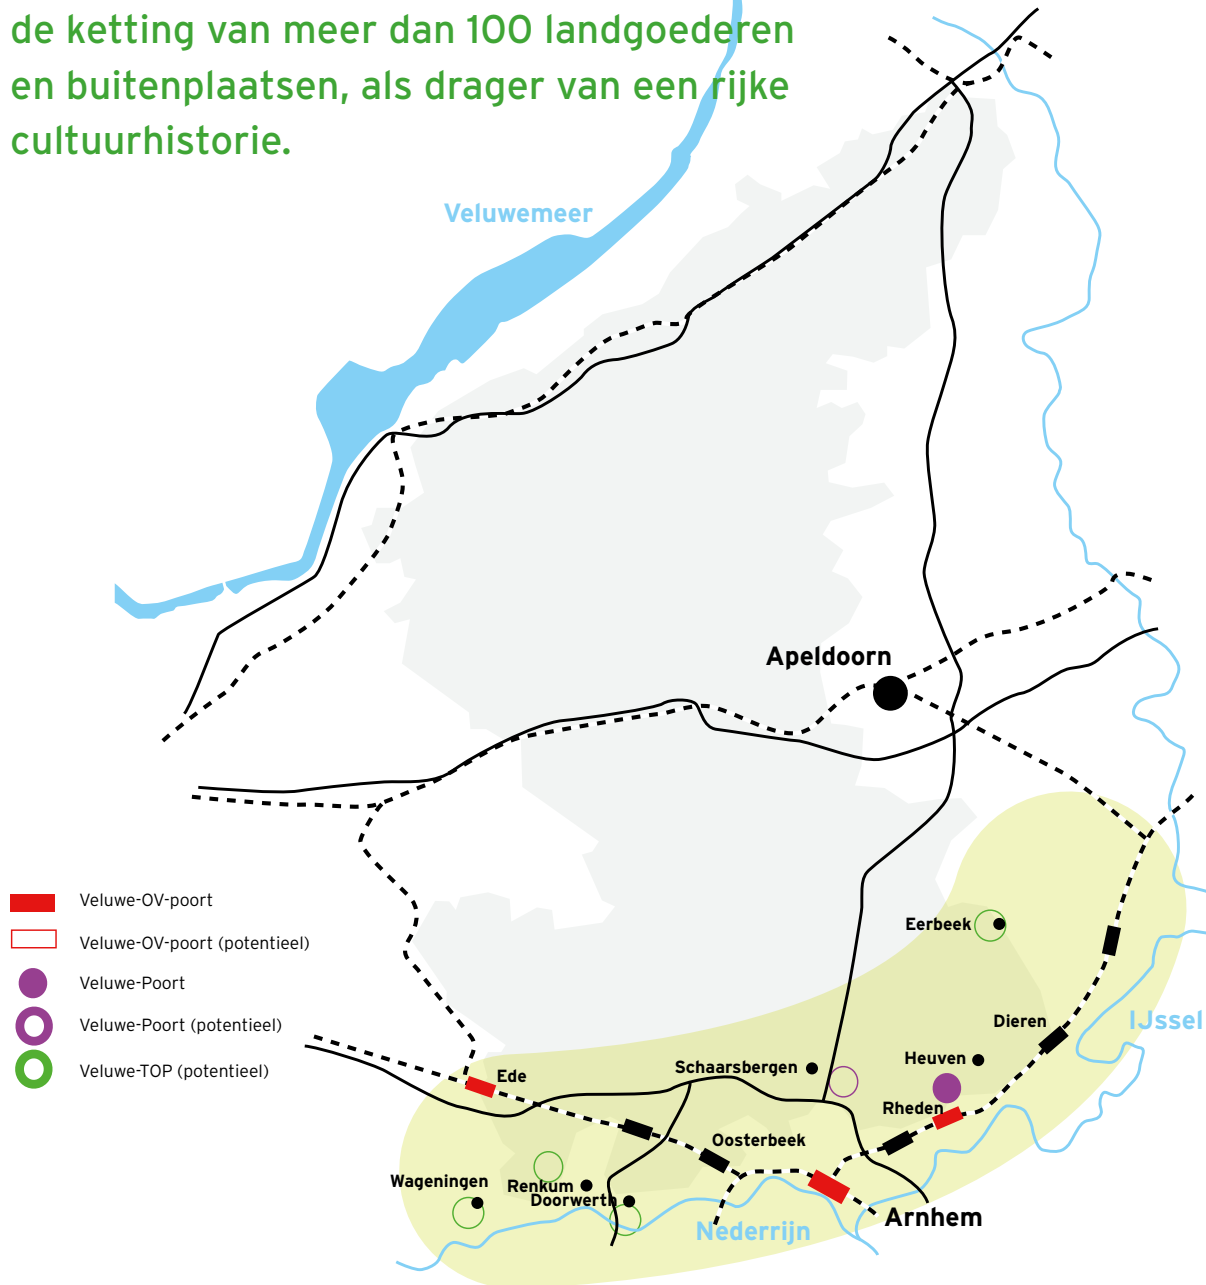 de ketting van meer dan 100 landgoederen
en buitenplaatsen, als drager van een rijke
cultuurhistorie.
Veluwemeer
Apeldoorn
Veluwe-OV-poort
Veluwe-OV-poort (potentieel)
Veluwe-Poort
Veluwe-Poort (potentieel)
Veluwe-TOP (potentieel)
Eerbeek
Dieren
IJssel
Heuven
Schaarsbergen
Ede
Rheden
Oosterbeek
Wageningen
Renkum
Doorwerth
Arnhem
Nederrijn